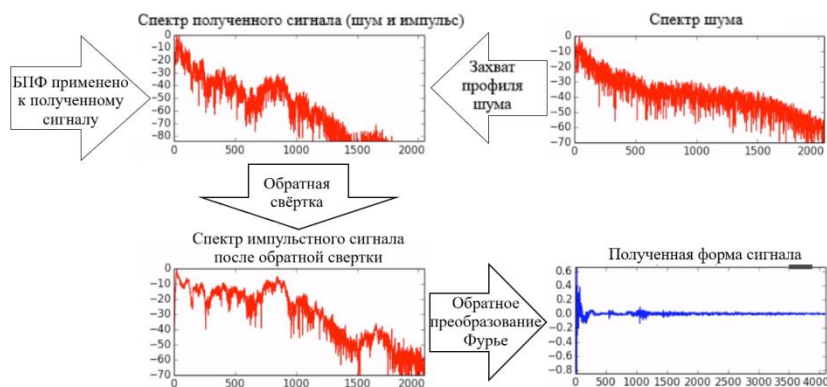 Спектр полученного сигнала (шум и импульс)
Спектр шума
БПФ применено
к полученному
сигналу
0
-10
-20
-30
-40
-50
-60
-70
-80
0 500 1000 1500 2000
Захват
профиля
шума
0
-10
-20
-30
-40
-50
-60
-70
0 500 1000 1500 2000
Обратная
свёртка
Спектр импульстного сигнала
после обратной свертки
0
-10
-20
-30
-40
-50
-60
-70
0 500 1000 1500 2000
Обратное
преобразование
Фурье
Полученная форма сигнала
0.6
0.4
0.2
0.0
-0.2
-0.4
-0.6
-0.8
0 500 1000 1500 2000 2500 3000 3500 4000